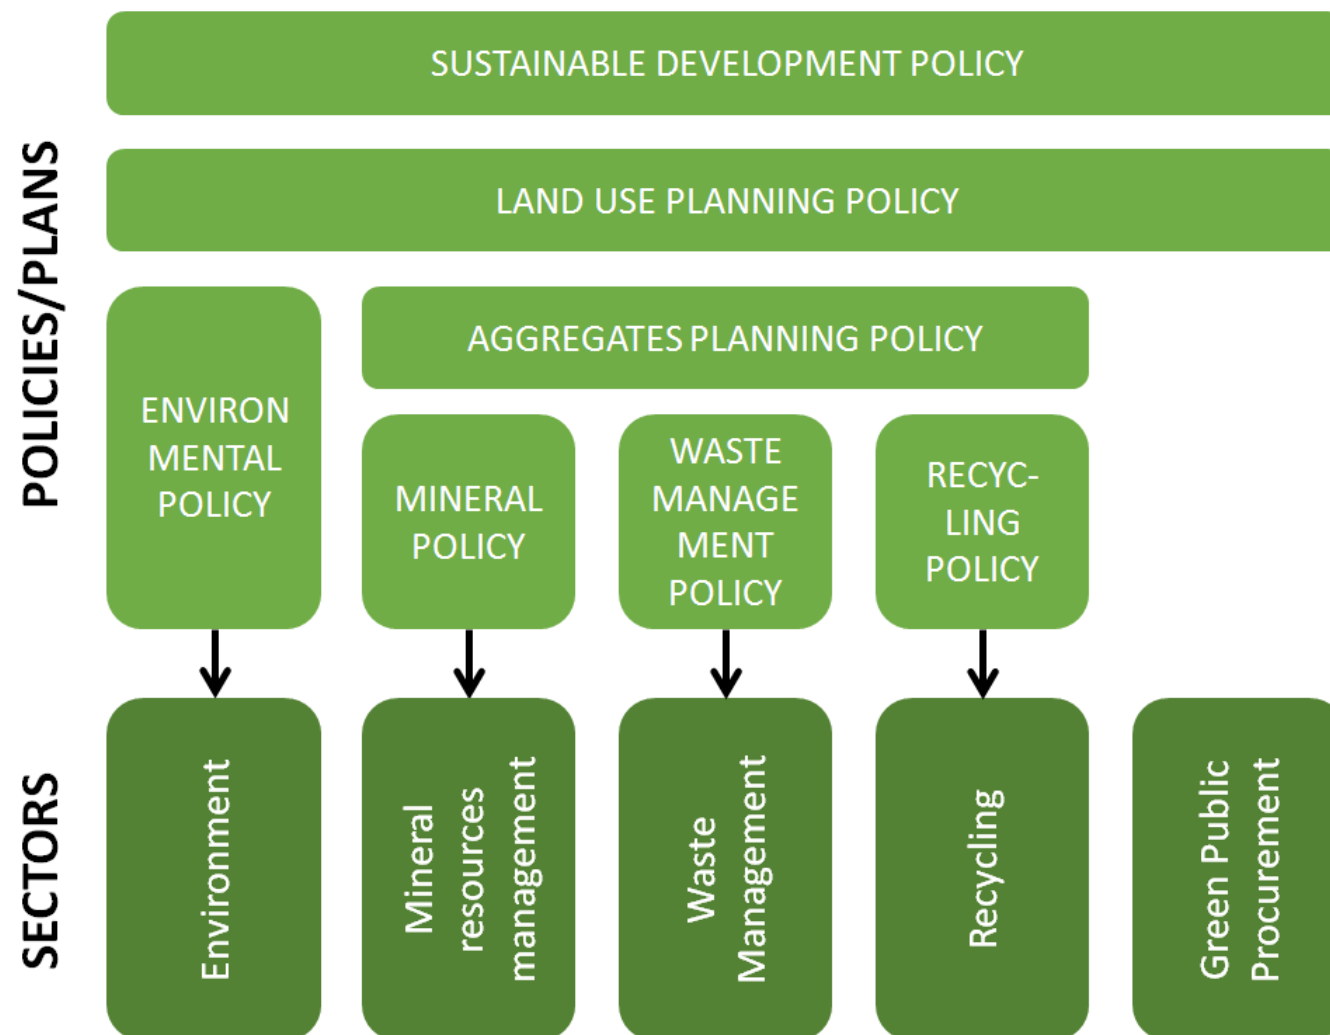 SUSTAINABLE DEVELOPMENT POLICY
LAND USE PLANNING POLICY
POLICIES/PLANS
AGGREGATES PLANNING POLICY
ENVIRON
MENTAL
POLICY
MINERAL
POLICY
WASTE
MANAGE
MENT
POLICY
RECYC-
LING
POLICY
SECTORS
Environment
Mineral
resources
management
Waste
Management
Recycling
Green Public
Procurement